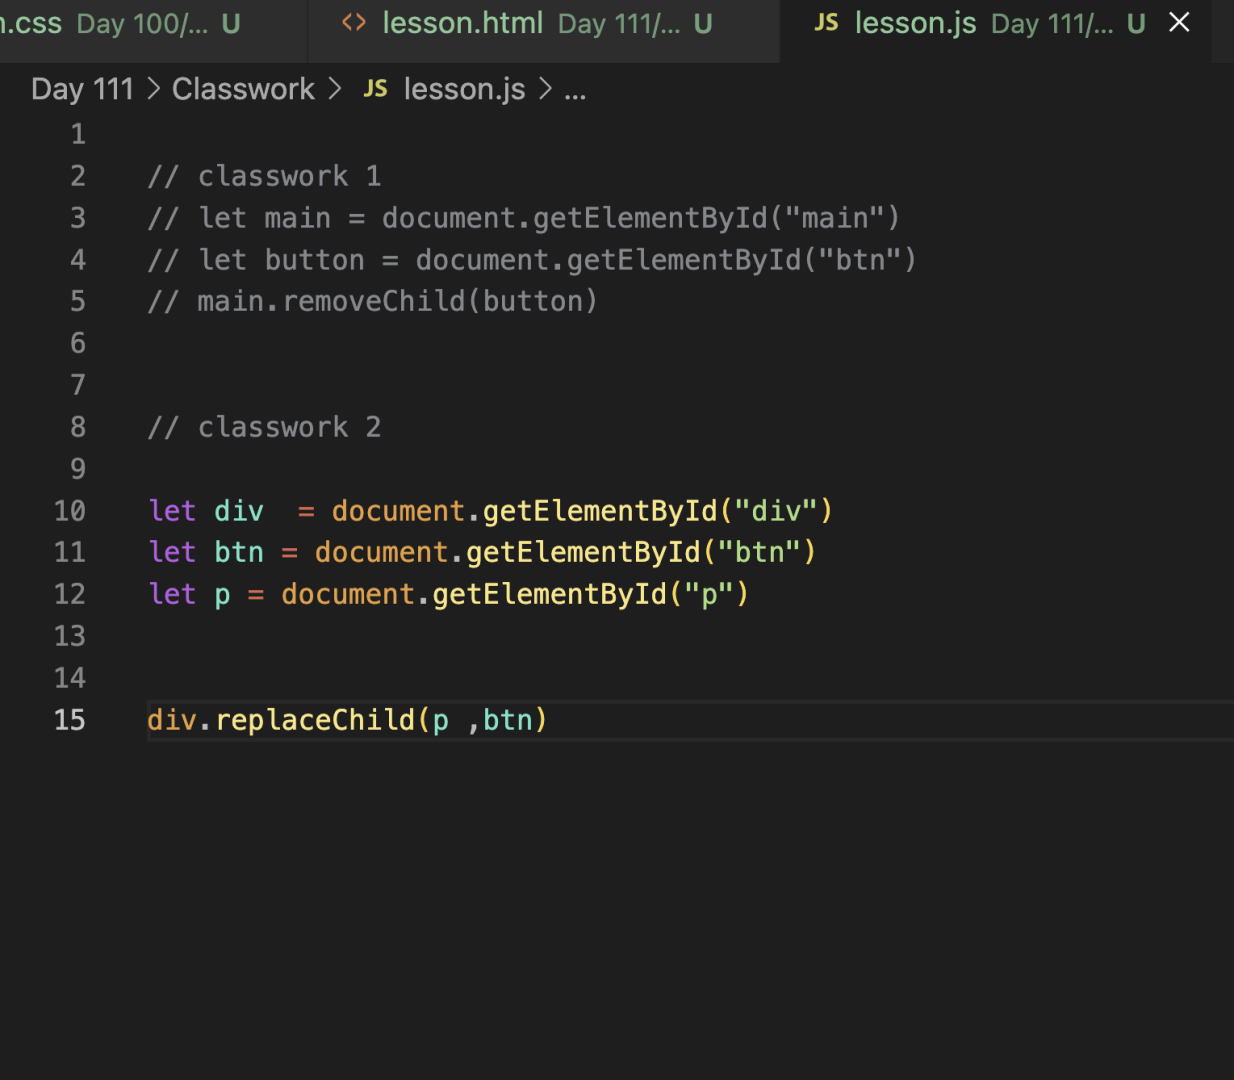 n.css Day 100/... U <> lesson.html Day 111/... U JS lesson.js Day 111/... U ×
Day 111 > Classwork > JS lesson.js > ...
1
2 // classwork 1
3 // let main = document.getElementById("main")
4 // let button = document.getElementById("btn")
5 // main.removeChild(button)
6
7
8 // classwork 2
9
10 let div  = document.getElementById("div")
11 let btn = document.getElementById("btn")
12 let p = document.getElementById("p")
13
14
15 div.replaceChild(p ,btn)